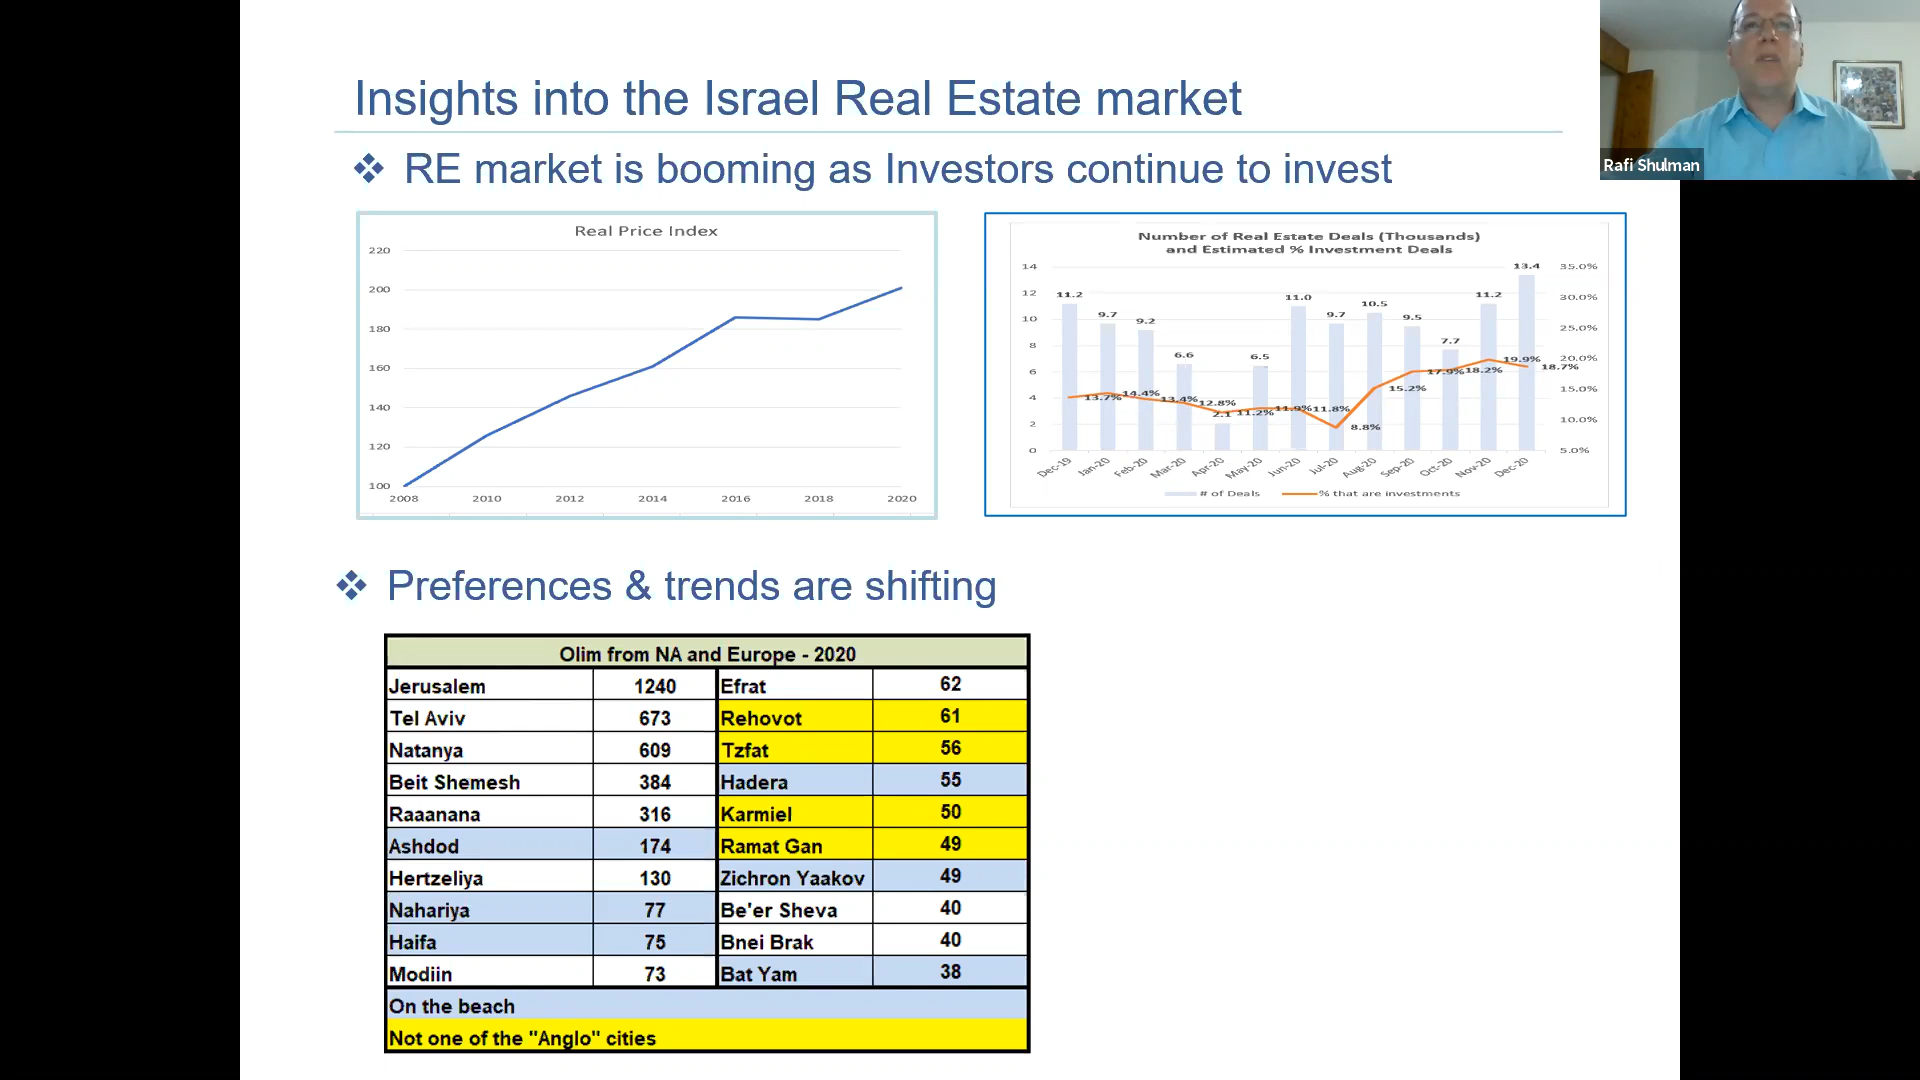 Insights into the Israel Real Estate market
Rafi Shulman
❖ RE market is booming as Investors continue to invest
Real Price Index
220
200
180
160
140
120
100
2008 2010 2012 2014 2016 2018 2020
Number of Real Estate Deals (Thousands)
and Estimated % Investment Deals
14
12
10
8
6
4
2
0
11.2 9.7 9.2 6.6 2.1 6.5 11.0 9.7 10.5 9.5 7.7 11.2 13.4
13.7% 14.4% 13.4% 12.8% 11.2% 11.9% 11.8% 8.8% 15.2% 17.9% 18.2% 19.9% 18.7%
35.0%
30.0%
25.0%
20.0%
15.0%
10.0%
5.0%
Dec-19 Jan-20 Feb-20 Mar-20 Apr-20 May-20 Jun-20 Jul-20 Aug-20 Sep-20 Oct-20 Nov-20 Dec-20
# of Deals % that are investments
❖ Preferences & trends are shifting
Olim from NA and Europe - 2020
Jerusalem 1240 Efrat 62
Tel Aviv 673 Rehovot 61
Natanya 609 Tzfat 56
Beit Shemesh 384 Hadera 55
Raaanana 316 Karmiel 50
Ashdod 174 Ramat Gan 49
Hertzeliya 130 Zichron Yaakov 49
Nahariya 77 Be'er Sheva 40
Haifa 75 Bnei Brak 40
Modiin 73 Bat Yam 38
On the beach
Not one of the "Anglo" cities